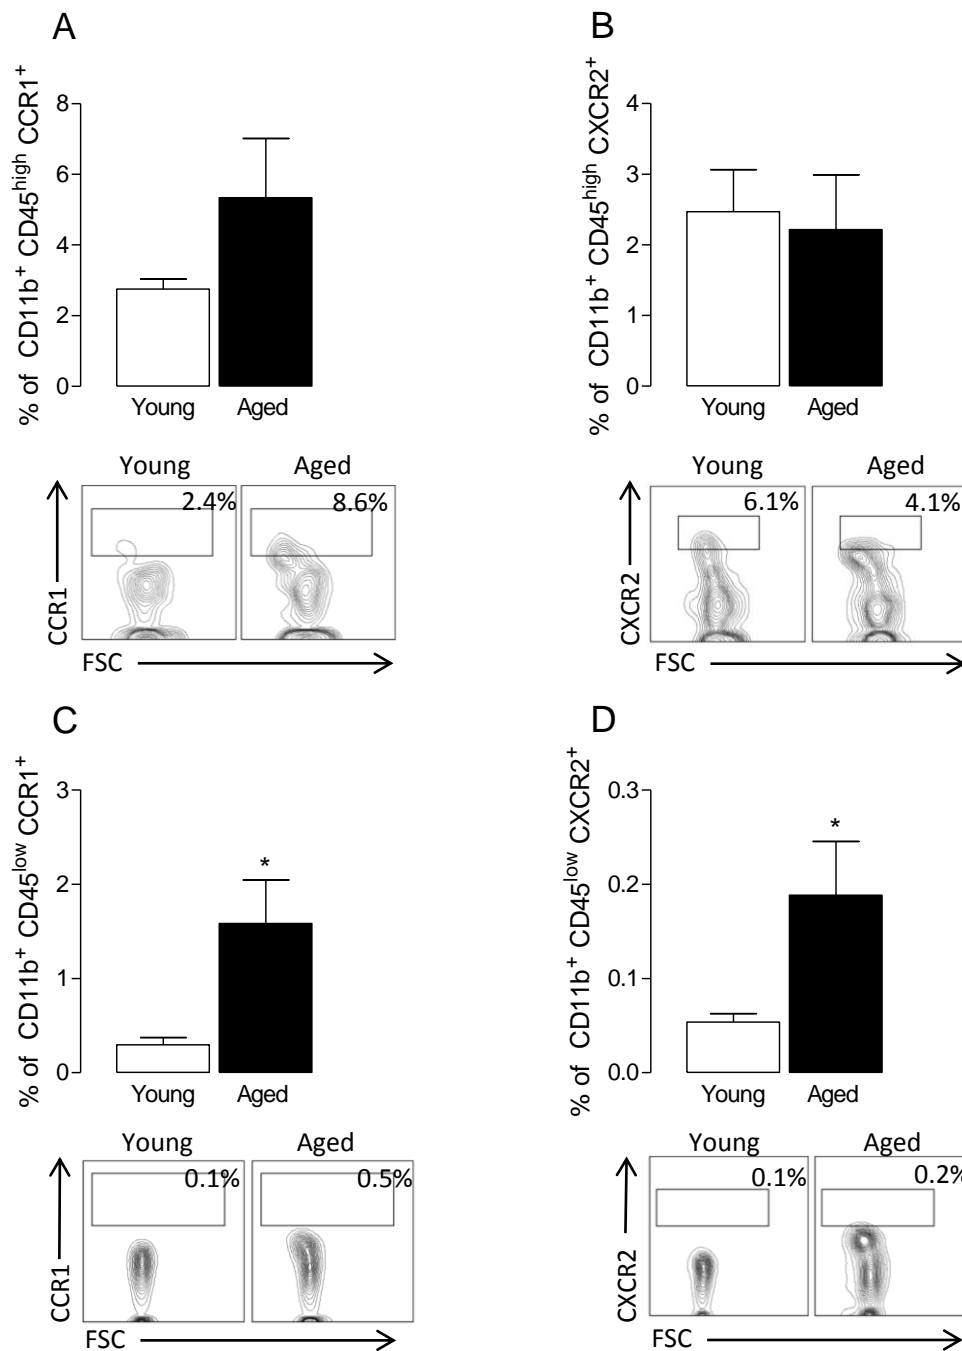 A
% of CD11b⁺ CD45ʰⁱᵍʰ CCR1⁺
8
6
4
2
0
Young Aged
Young Aged
2.4% 8.6%
CCR1
FSC
B
% of CD11b⁺ CD45ʰⁱᵍʰ CXCR2⁺
4
3
2
1
0
Young Aged
Young Aged
6.1% 4.1%
CXCR2
FSC
C
% of CD11b⁺ CD45ˡᵒʷ CCR1⁺
3
2
1
0
*
Young Aged
Young Aged
0.1% 0.5%
CCR1
FSC
D
% of CD11b⁺ CD45ˡᵒʷ CXCR2⁺
0.3
0.2
0.1
0.0
*
Young Aged
Young Aged
0.1% 0.2%
CXCR2
FSC